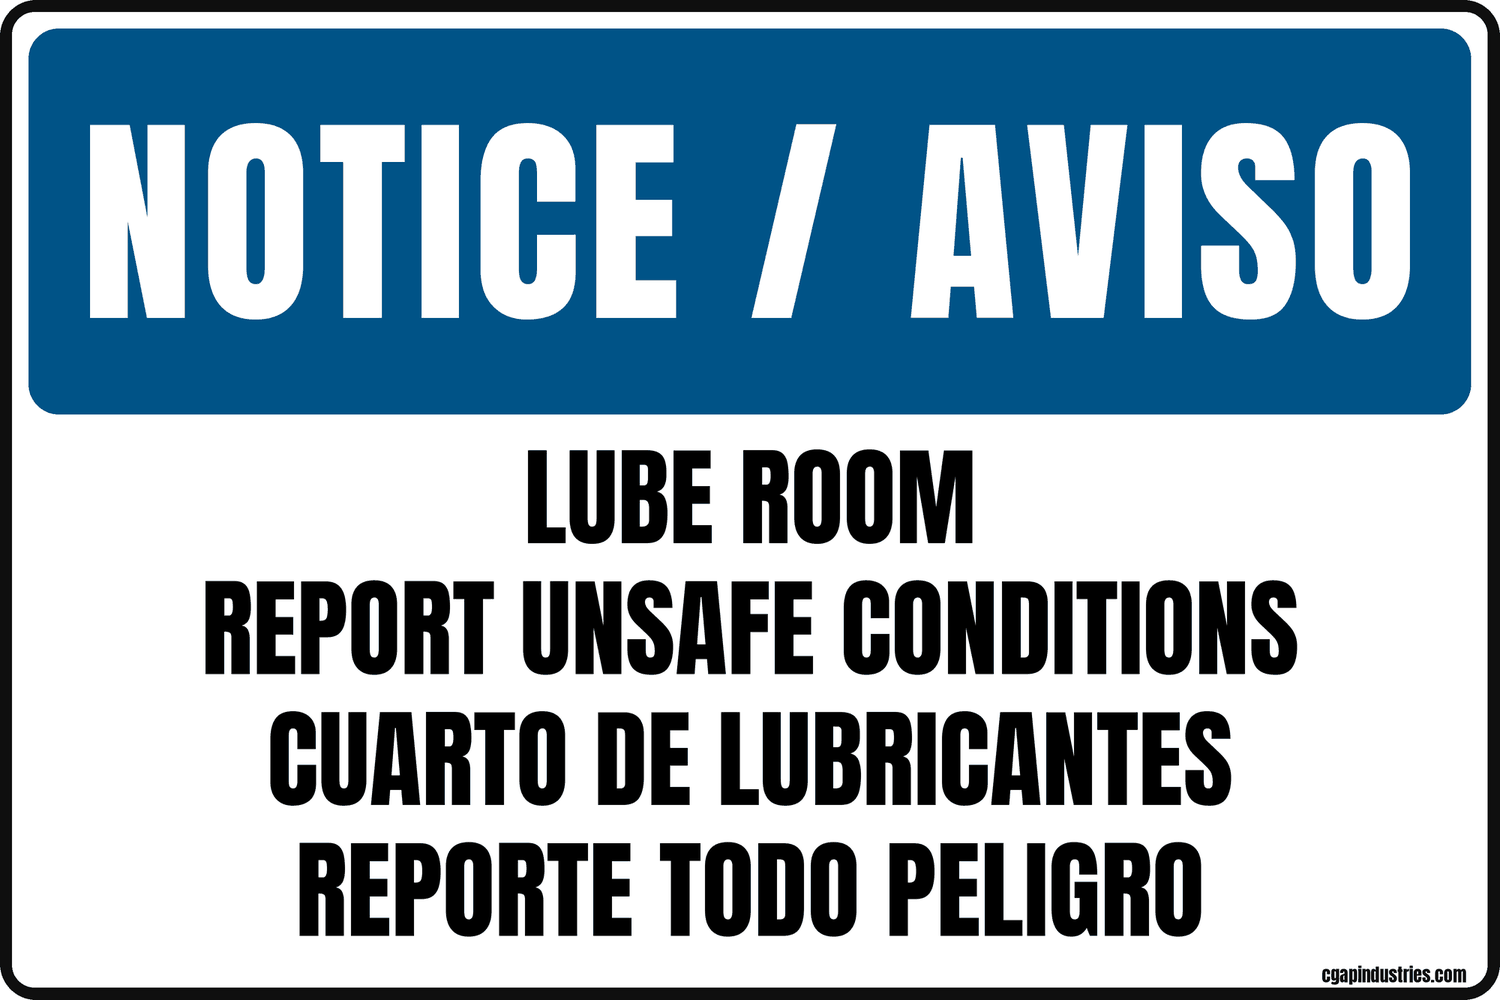 NOTICE / AVISO
LUBE ROOM
REPORT UNSAFE CONDITIONS
CUARTO DE LUBRICANTES
REPORTE TODO PELIGRO
cgapindustries.com